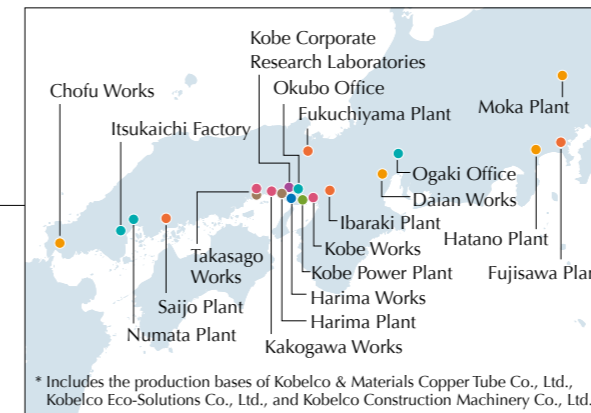 Kobe Corporate
Research Laboratories
Chofu Works
Okubo Office
Fukuchiyama Plant
Moka Plant
Itsukaichi Factory
Ogaki Office
Daian Works
Ibaraki Plant
Hatano Plant
Takasago
Works
Kobe Works
Kobe Power Plant
Fujisawa Plan
Saijo Plant
Harima Works
Numata Plant
Harima Plant
Kakogawa Works
* Includes the production bases of Kobelco & Materials Copper Tube Co., Ltd.,
Kobelco Eco-Solutions Co., Ltd., and Kobelco Construction Machinery Co., Ltd.